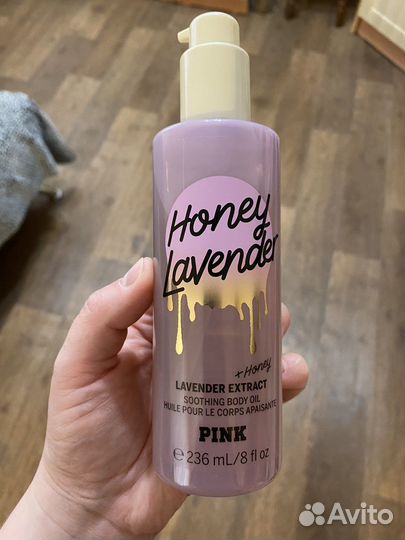 Honey
Lavender
+ Honey
LAVENDER EXTRACT
SOOTHING BODY OIL
HUILE POUR LE CORPS APAISANTE
PINK
℮ 236 mL/8 fl oz
Avito